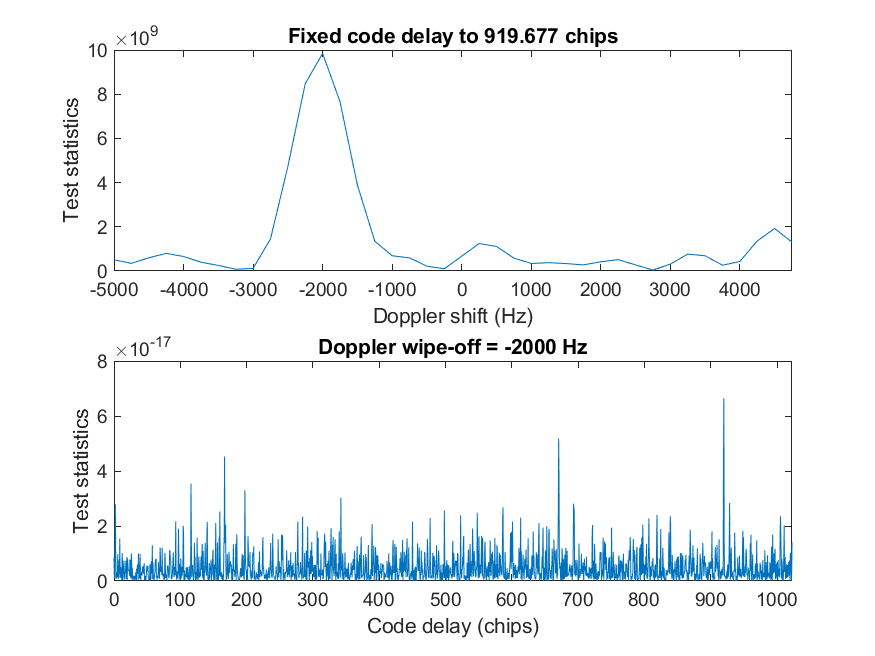 ×10⁹
Fixed code delay to 919.677 chips
10
8
6
4
2
0
Test statistics
-5000 -4000 -3000 -2000 -1000 0 1000 2000 3000 4000
Doppler shift (Hz)
×10⁻¹⁷
Doppler wipe-off = -2000 Hz
8
6
4
2
0
Test statistics
0 100 200 300 400 500 600 700 800 900 1000
Code delay (chips)